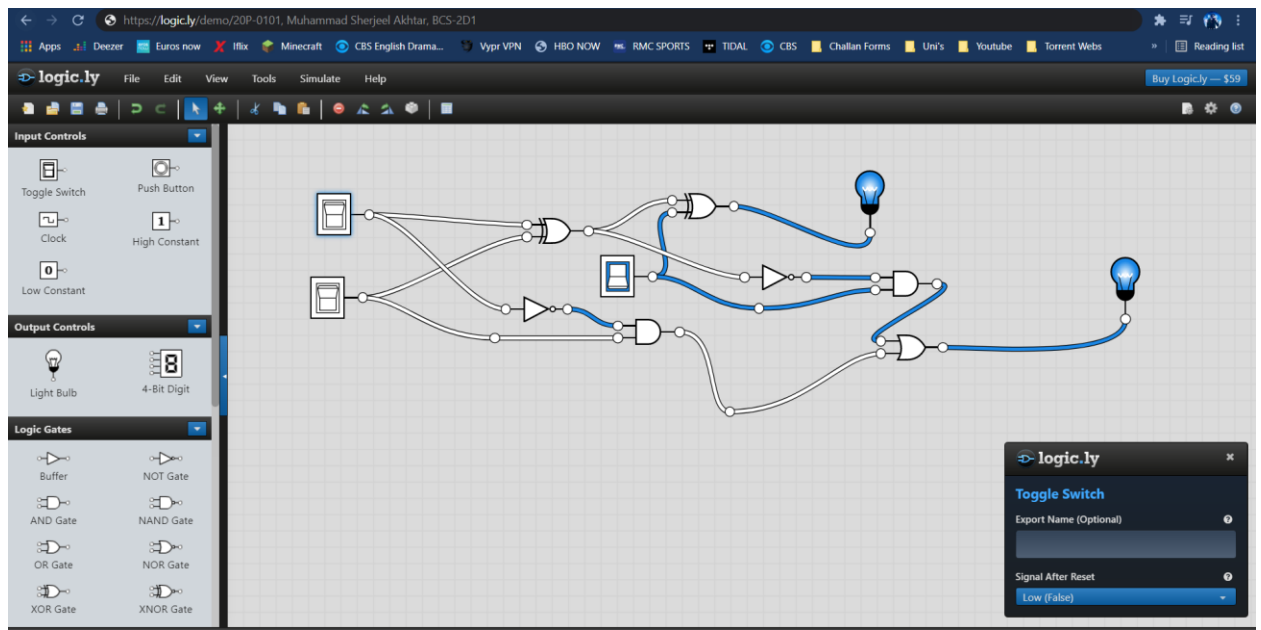 https://logic.ly/demo/20P-0101, Muhammad Sherjeel Akhtar, BCS-2D1
Apps Deezer Euros now Iflix Minecraft CBS English Drama... Vypr VPN HBO NOW RMC SPORTS TIDAL CBS Challan Forms Uni's Youtube Torrent Webs » Reading list
logic.ly File Edit View Tools Simulate Help Buy Logic.ly — $59
Input Controls
Toggle Switch Push Button
Clock
1
High Constant
0
Low Constant
Output Controls
8
Light Bulb 4-Bit Digit
Logic Gates
Buffer NOT Gate
AND Gate NAND Gate
OR Gate NOR Gate
XOR Gate XNOR Gate
logic.ly
Toggle Switch
Export Name (Optional)
Signal After Reset
Low (False)